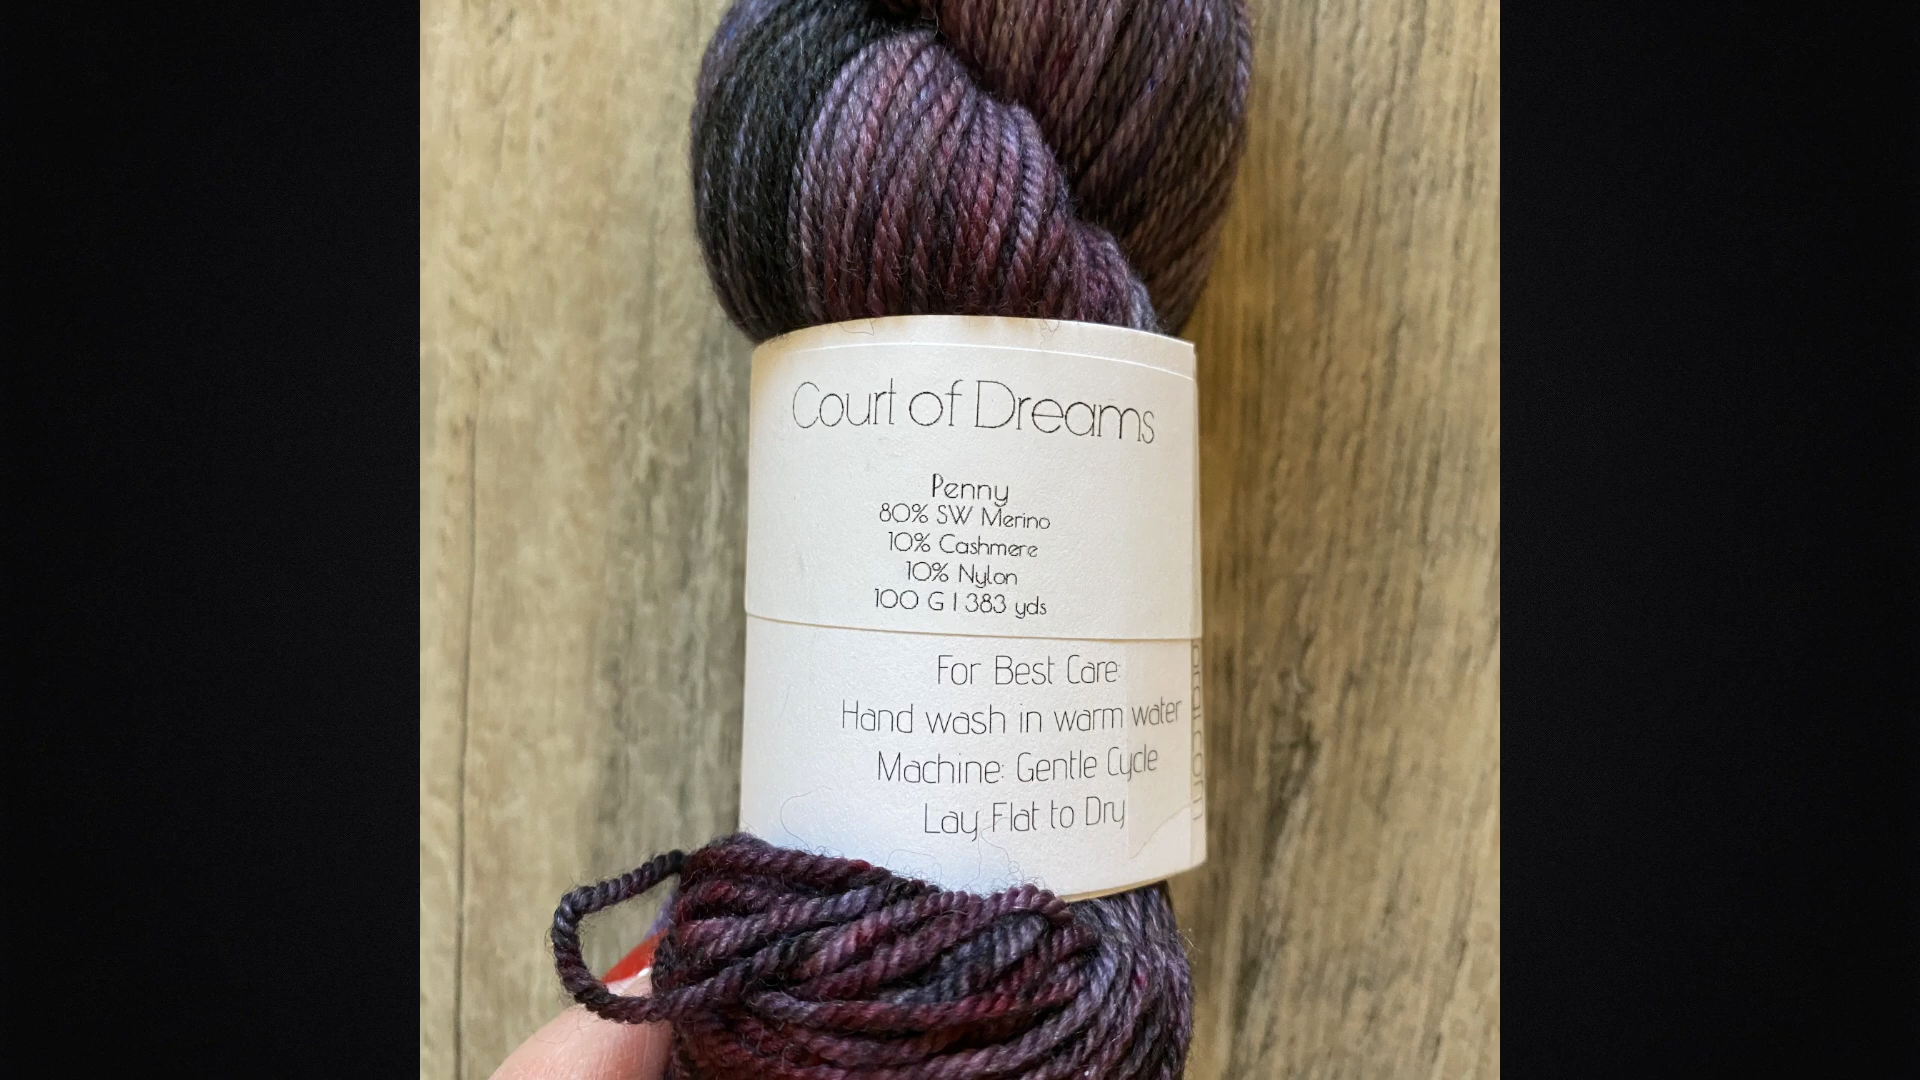 Court of Dreams
Penny
80% SW Merino
10% Cashmere
10% Nylon
100 G | 383 yds
For Best Care:
Hand wash in warm water
Machine: Gentle Cycle
Lay Flat to Dry